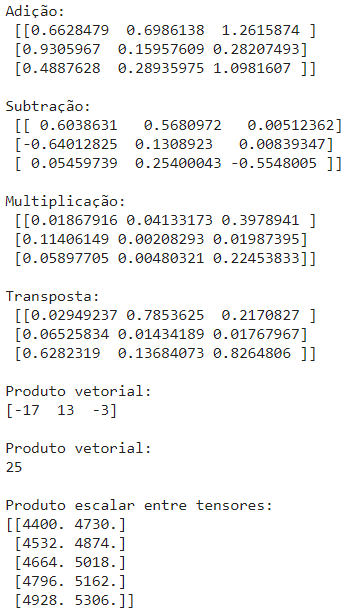 Adição:
 [[0.6628479  0.6986138  1.2615874 ]
 [0.9305967  0.15957609 0.28207493]
 [0.4887628  0.28935975 1.0981607 ]]

Subtração:
 [[ 0.6038631   0.5680972   0.00512362]
 [-0.64012825  0.1308923   0.00839347]
 [ 0.05459739  0.25400043 -0.5548005 ]]

Multiplicação:
 [[0.01867916 0.04133173 0.3978941 ]
 [0.11406149 0.00208293 0.01987395]
 [0.05897705 0.00480321 0.22453833]]

Transposta:
 [[0.02949237 0.7853625  0.2170827 ]
 [0.06525834 0.01434189 0.01767967]
 [0.6282319  0.13684073 0.8264806 ]]

Produto vetorial:
[-17  13  -3]

Produto vetorial:
25

Produto escalar entre tensores:
[[4400. 4730.]
 [4532. 4874.]
 [4664. 5018.]
 [4796. 5162.]
 [4928. 5306.]]